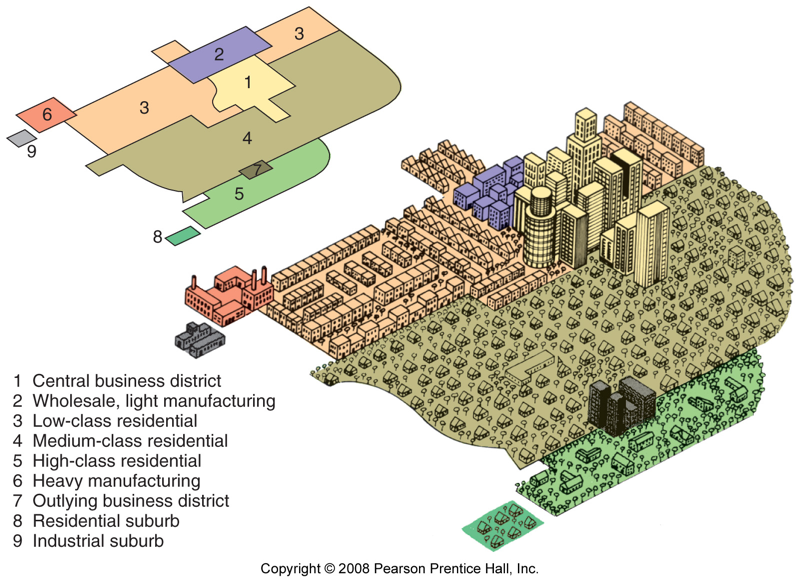 3
2
1
3
6
4
9
7
5
8
1 Central business district
2 Wholesale, light manufacturing
3 Low-class residential
4 Medium-class residential
5 High-class residential
6 Heavy manufacturing
7 Outlying business district
8 Residential suburb
9 Industrial suburb
Copyright © 2008 Pearson Prentice Hall, Inc.